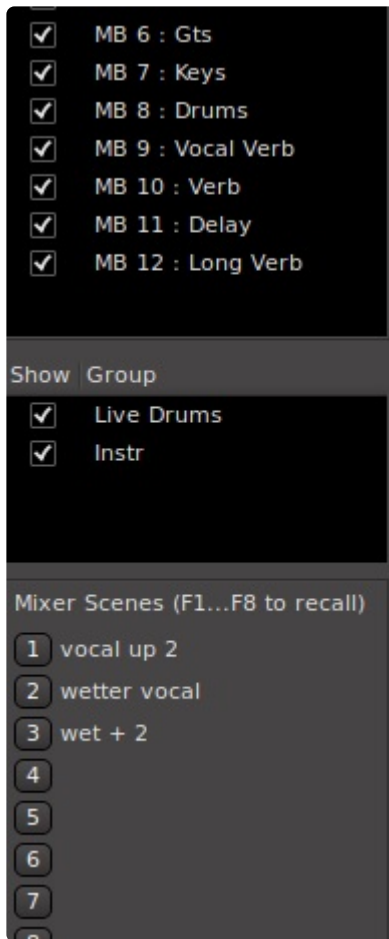 MB 6 : Gts
MB 7 : Keys
MB 8 : Drums
MB 9 : Vocal Verb
MB 10 : Verb
MB 11 : Delay
MB 12 : Long Verb
Show Group
Live Drums
Instr
Mixer Scenes (F1...F8 to recall)
1 vocal up 2
2 wetter vocal
3 wet + 2
4
5
6
7